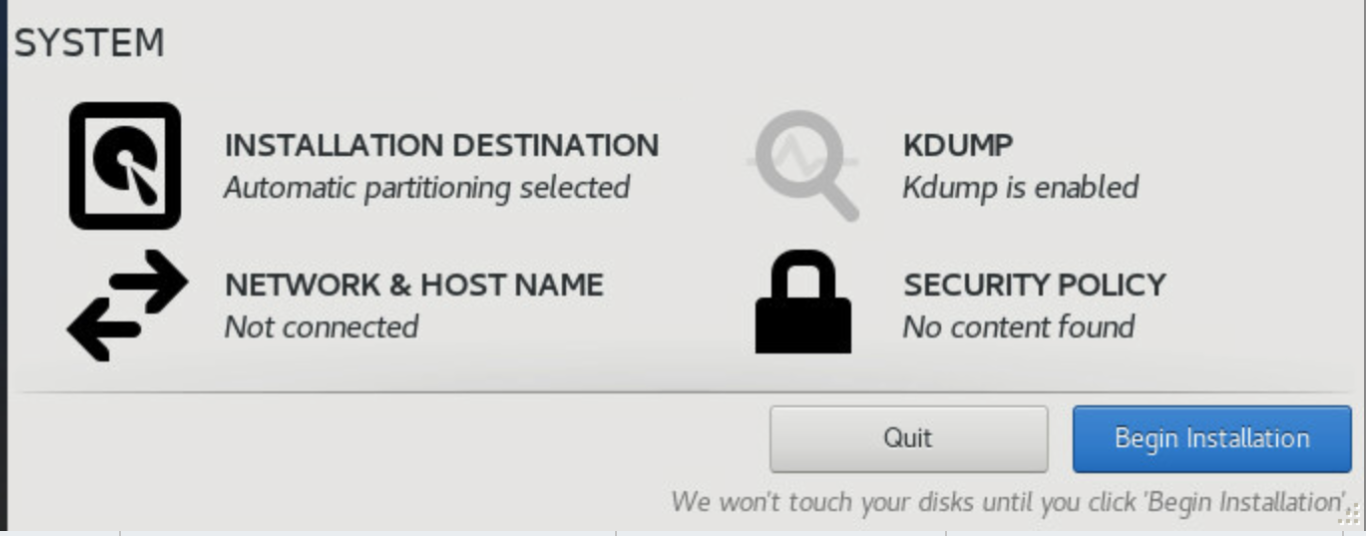 SYSTEM
INSTALLATION DESTINATION
Automatic partitioning selected
KDUMP
Kdump is enabled
NETWORK & HOST NAME
Not connected
SECURITY POLICY
No content found
Quit
Begin Installation
We won't touch your disks until you click 'Begin Installation'.